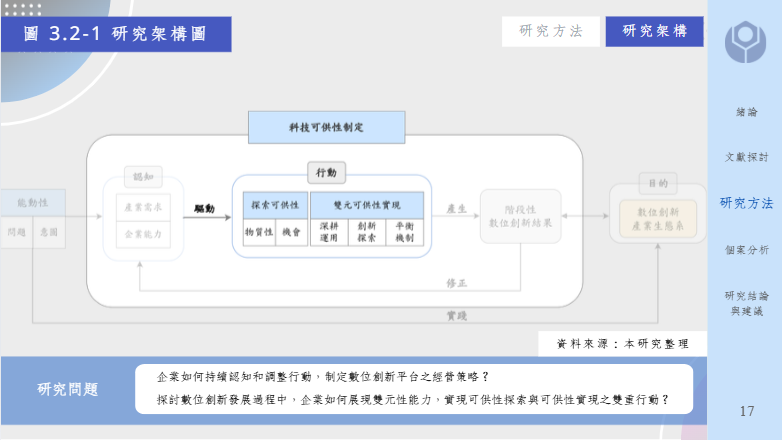 圖 3.2-1 研究架構圖
研究方法
研究架構
科技可供性制定
能動性
問題
意圖
認知
產業需求
企業能力
驅動
行動
探索可供性
物質性
機會
雙元可供性實現
深耕
運用
創新
探索
平衡
機制
產生
階段性
數位創新結果
目的
數位創新
產業生態系
修正
實踐
資料來源：本研究整理
研究問題
企業如何持續認知和調整行動，制定數位創新平台之經營策略？
探討數位創新發展過程中，企業如何展現雙元性能力，實現可供性探索與可供性實現之雙重行動？
緒論
文獻探討
研究方法
個案分析
研究結論
與建議
17